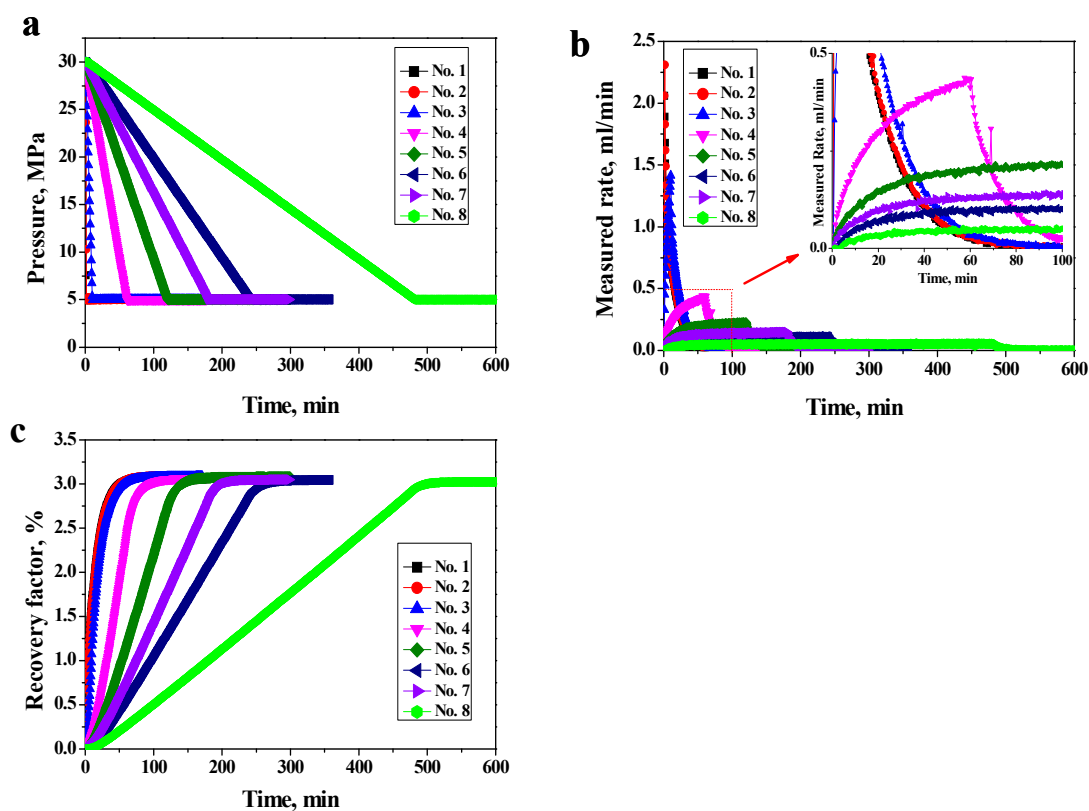 a
Pressure, MPa
30
25
20
15
10
5
0
0 100 200 300 400 500 600
Time, min
No. 1
No. 2
No. 3
No. 4
No. 5
No. 6
No. 7
No. 8
b
Measured rate, ml/min
2.5
2.0
1.5
1.0
0.5
0.0
0 100 200 300 400 500 600
Time, min
No. 1
No. 2
No. 3
No. 4
No. 5
No. 6
No. 7
No. 8
Measured Rate, ml/min
0.5
0.0
0 20 40 60 80 100
Time, min
c
Recovery factor, %
3.5
3.0
2.5
2.0
1.5
1.0
0.5
0.0
0 100 200 300 400 500 600
Time, min
No. 1
No. 2
No. 3
No. 4
No. 5
No. 6
No. 7
No. 8